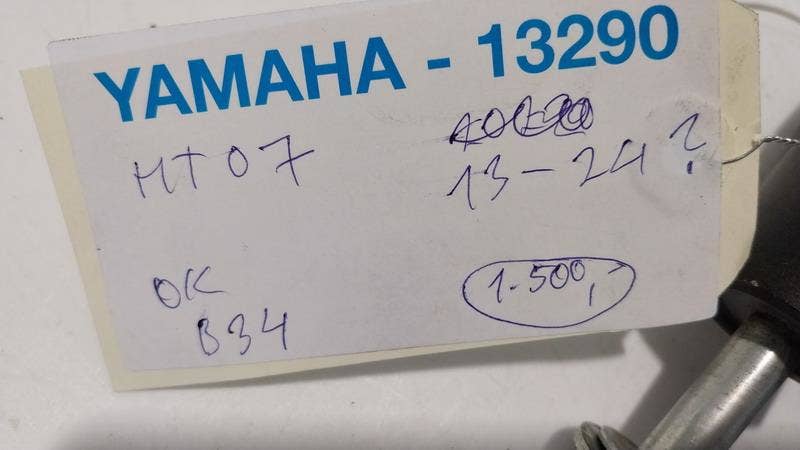 YAMAHA - 13290
MT07
13-24?
OK
B34
1.500,-